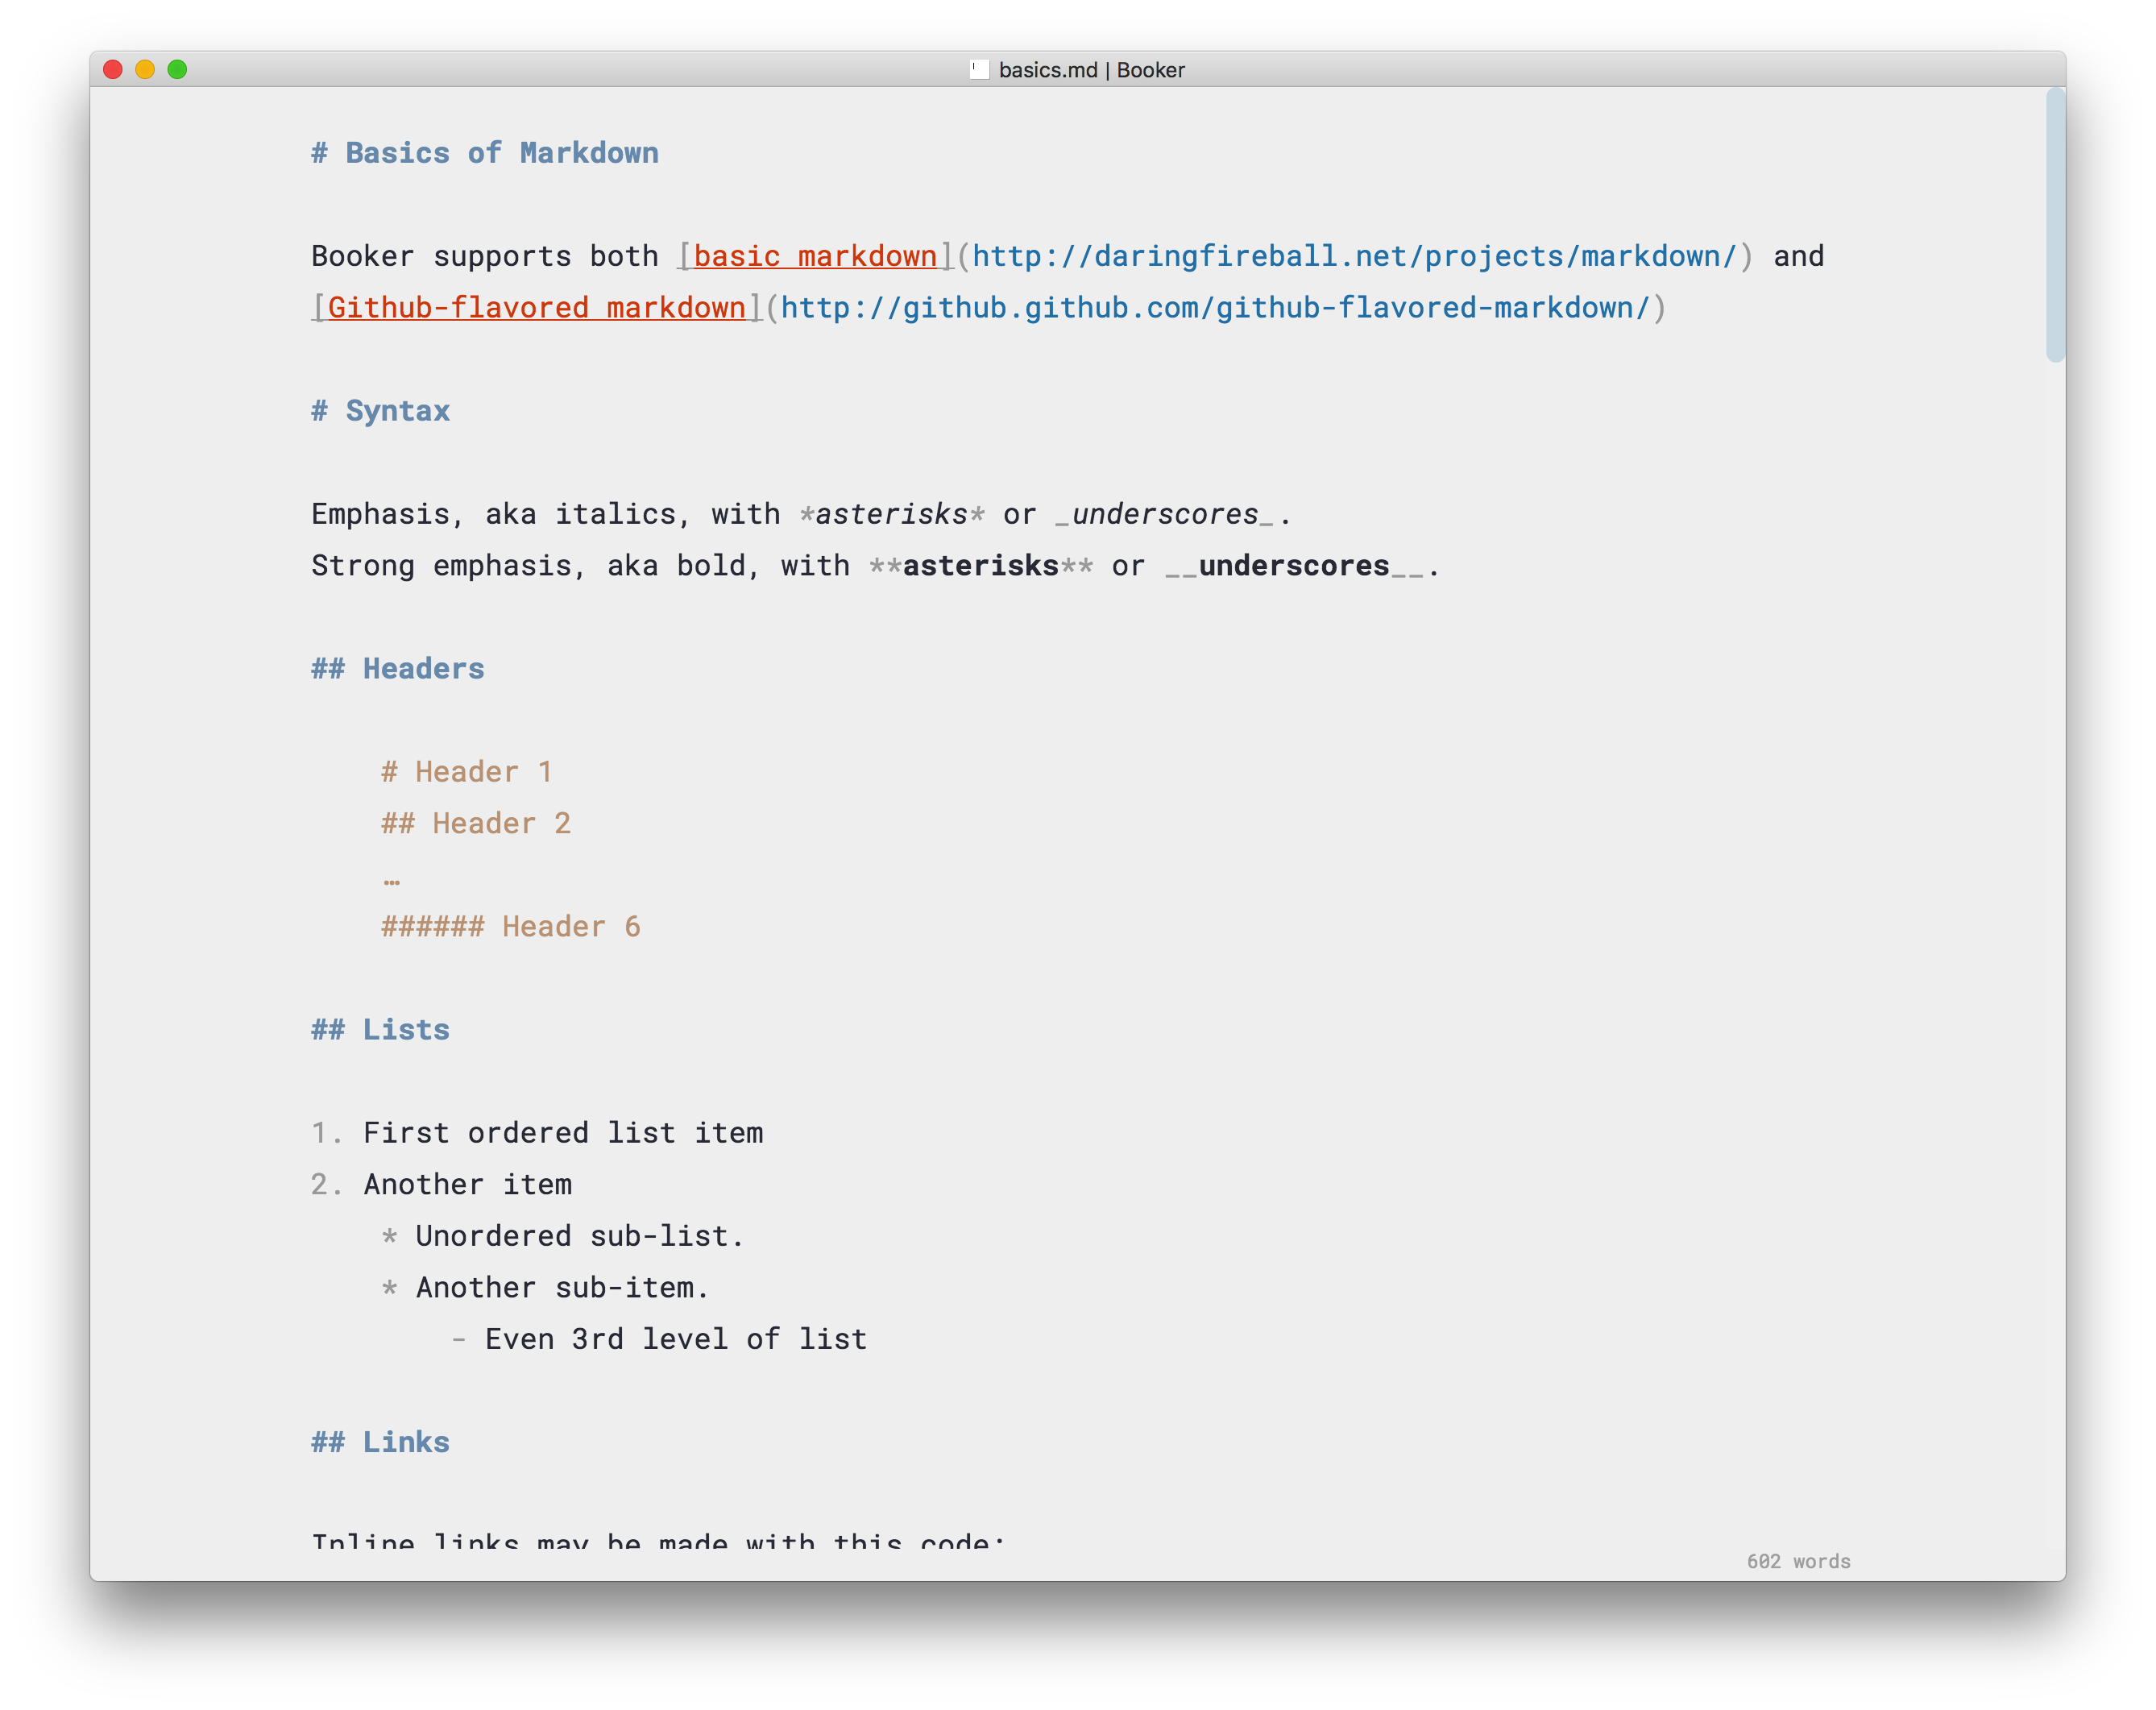 basics.md | Booker
# Basics of Markdown
Booker supports both [basic markdown](http://daringfireball.net/projects/markdown/) and
[Github-flavored markdown](http://github.github.com/github-flavored-markdown/)
# Syntax
Emphasis, aka italics, with *asterisks* or _underscores_.
Strong emphasis, aka bold, with **asterisks** or __underscores__.
## Headers
# Header 1
## Header 2
…
###### Header 6
## Lists
1. First ordered list item
2. Another item
* Unordered sub-list.
* Another sub-item.
- Even 3rd level of list
## Links
Inline links may be made with this code:
602 words